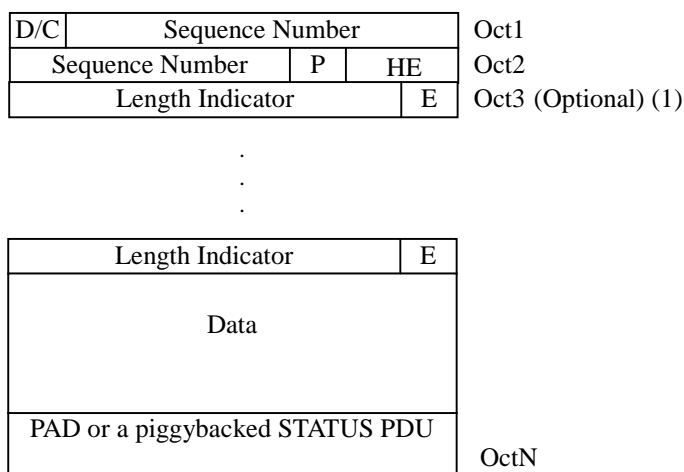 D/C Sequence Number Oct1
Sequence Number P HE Oct2
Length Indicator E Oct3 (Optional) (1)
.
.
.
Length Indicator E
Data
PAD or a piggybacked STATUS PDU
OctN